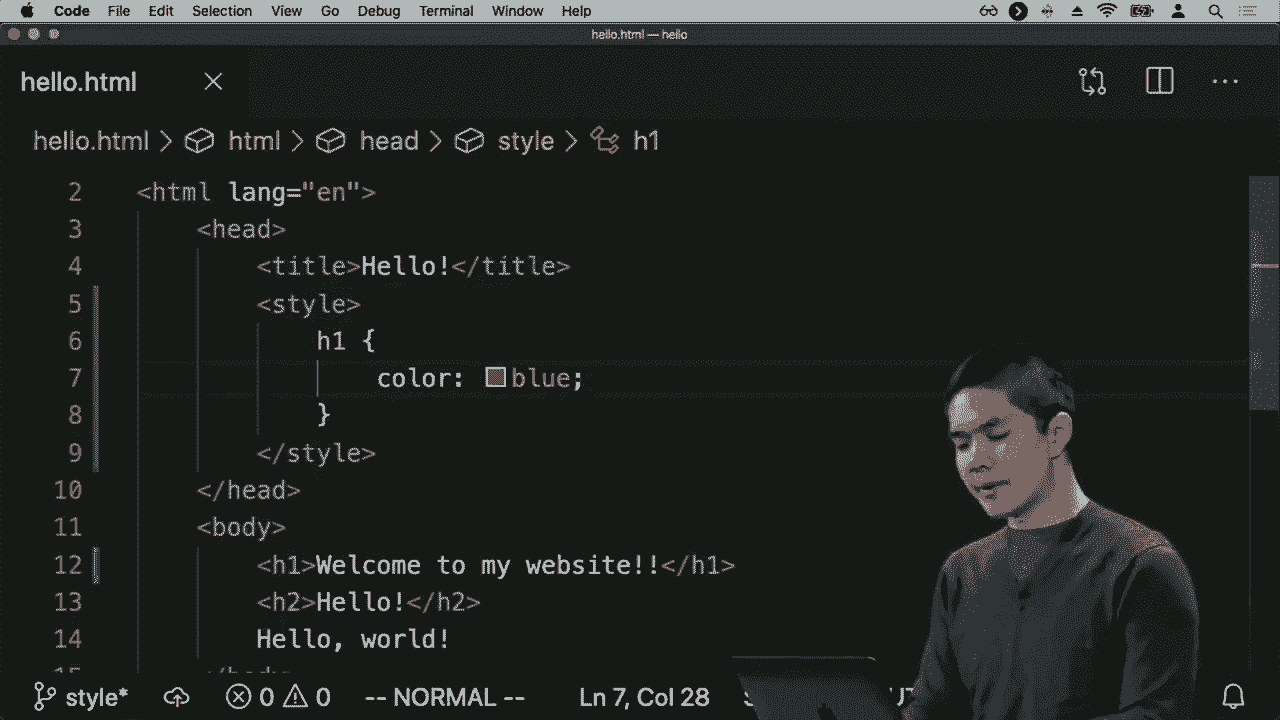 Code File Edit Selection View Go Debug Terminal Window Help
hello.html — hello
hello.html
hello.html > html > head > style > h1
2 <html lang="en">
3 <head>
4 <title>Hello!</title>
5 <style>
6 h1 {
7 color: blue;
8 }
9 </style>
10 </head>
11 <body>
12 <h1>Welcome to my website!!</h1>
13 <h2>Hello!</h2>
14 Hello, world!
15 </body>
style* 0 0 -- NORMAL -- Ln 7, Col 28